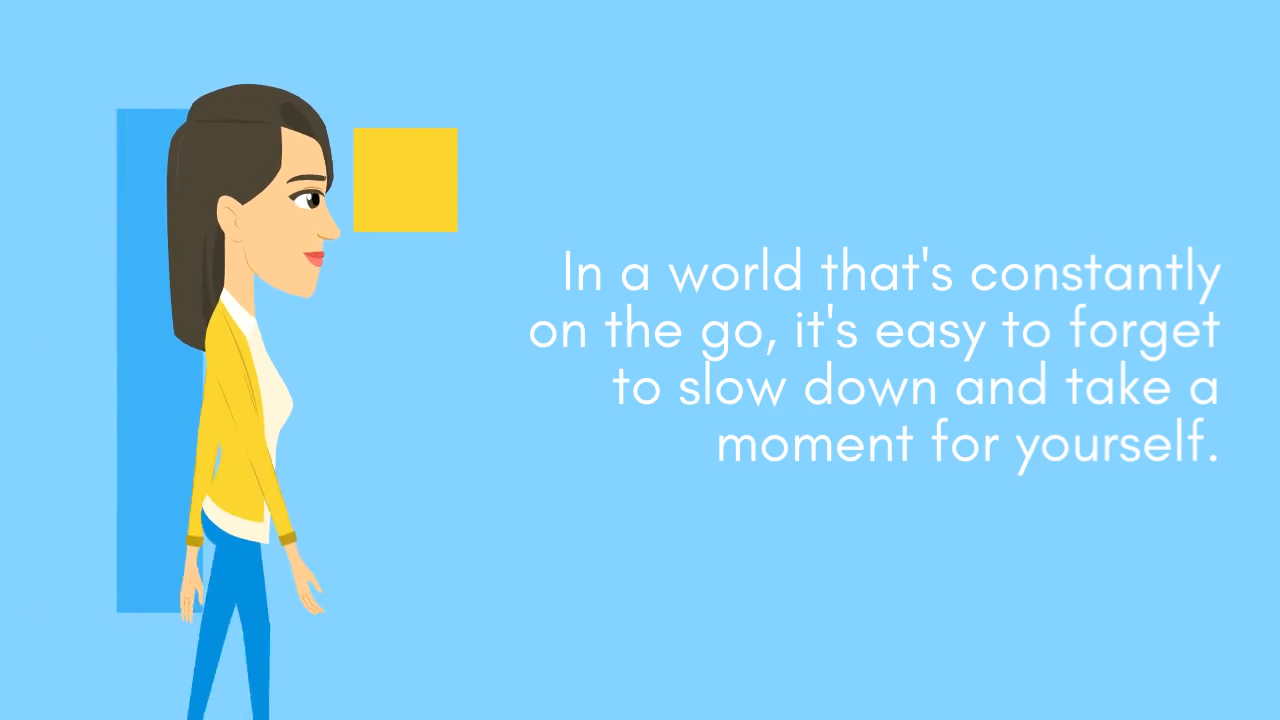 In a world that's constantly
on the go, it's easy to forget
to slow down and take a
moment for yourself.